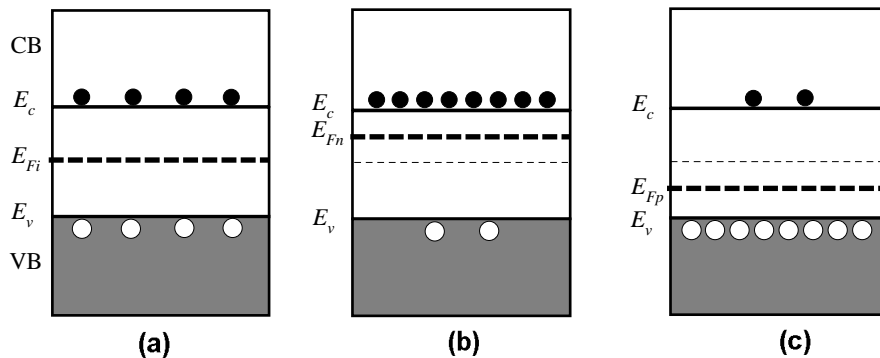 CB
E_c
E_Fi
E_v
VB
(a)
E_c
E_Fn
E_v
(b)
E_c
E_Fp
E_v
(c)